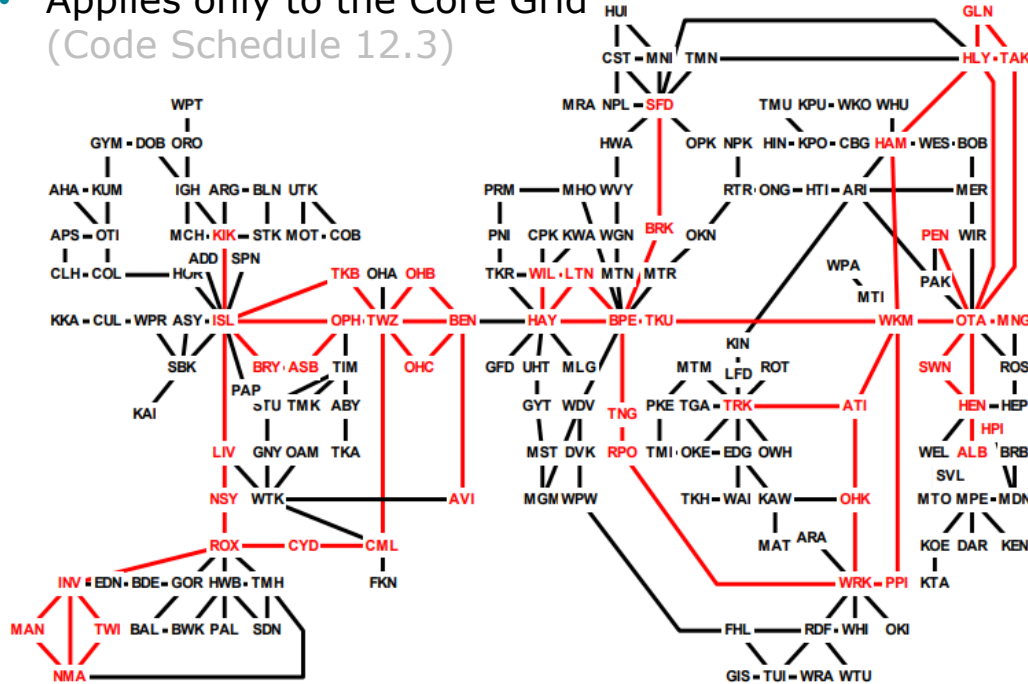 • Applies only to the Core Grid
(Code Schedule 12.3)
HUI GLN
CST MNI TMN HLY TAK
WPT MRA NPL SFD TMU KPU WKO WHU
GYM DOB ORO HWA OPK NPK HIN KPO CBG HAM WES BOB
AHA KUM IGH ARG BLN UTK PRM MHO WVY RTR ONG HTI ARI MER
APS OTI MCH KIK STK MOT COB PNI CPK KWA WGN BRK OKN PEN WIR
ADD SPN
CLH COL HOR TKB OHA OHB TKR WIL LTN MTN MTR WPA PAK
MTI
KKA CUL WPR ASY ISL OPH TWZ BEN HAY BPE TKU WKM OTA MNG
KIN
SBK BRY ASB TIM OHC GFD UHT MLG MTM LFD ROT SWN ROS
PAP
KAI STU TMK ABY GYT WDV TNG PKE TGA TRK ATI HEN HEP
HPI
LIV GNY OAM TKA MST DVK RPO TMI OKE EDG OWH WEL ALB BRB
SVL
NSY WTK AVI MGM WPW TKH WAI KAW OHK MTO MPE MDN
ROX CYD CML MAT ARA KOE DAR KEN
INV EDN BDE GOR HWB TMH FKN WRK PPI KTA
MAN TWI BAL BWK PAL SDN FHL RDF WHI OKI
NMA GIS TUI WRA WTU